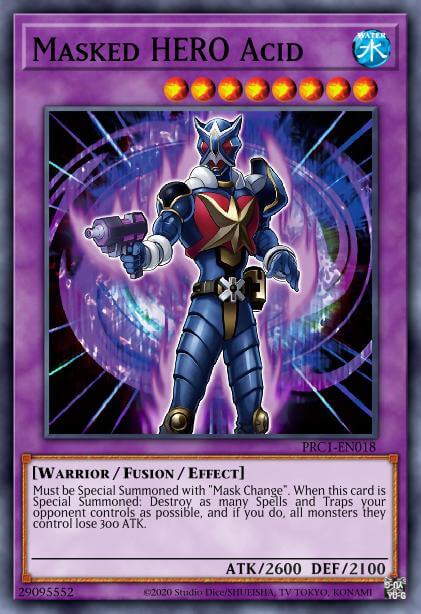 Masked HERO Acid
WATER
水
PRC1-EN018
[Warrior / Fusion / Effect]
Must be Special Summoned with "Mask Change". When this card is
Special Summoned: Destroy as many Spells and Traps your
opponent controls as possible, and if you do, all monsters they
control lose 300 ATK.
ATK/2600 DEF/2100
29095552
©2020 Studio Dice/SHUEISHA, TV TOKYO, KONAMI